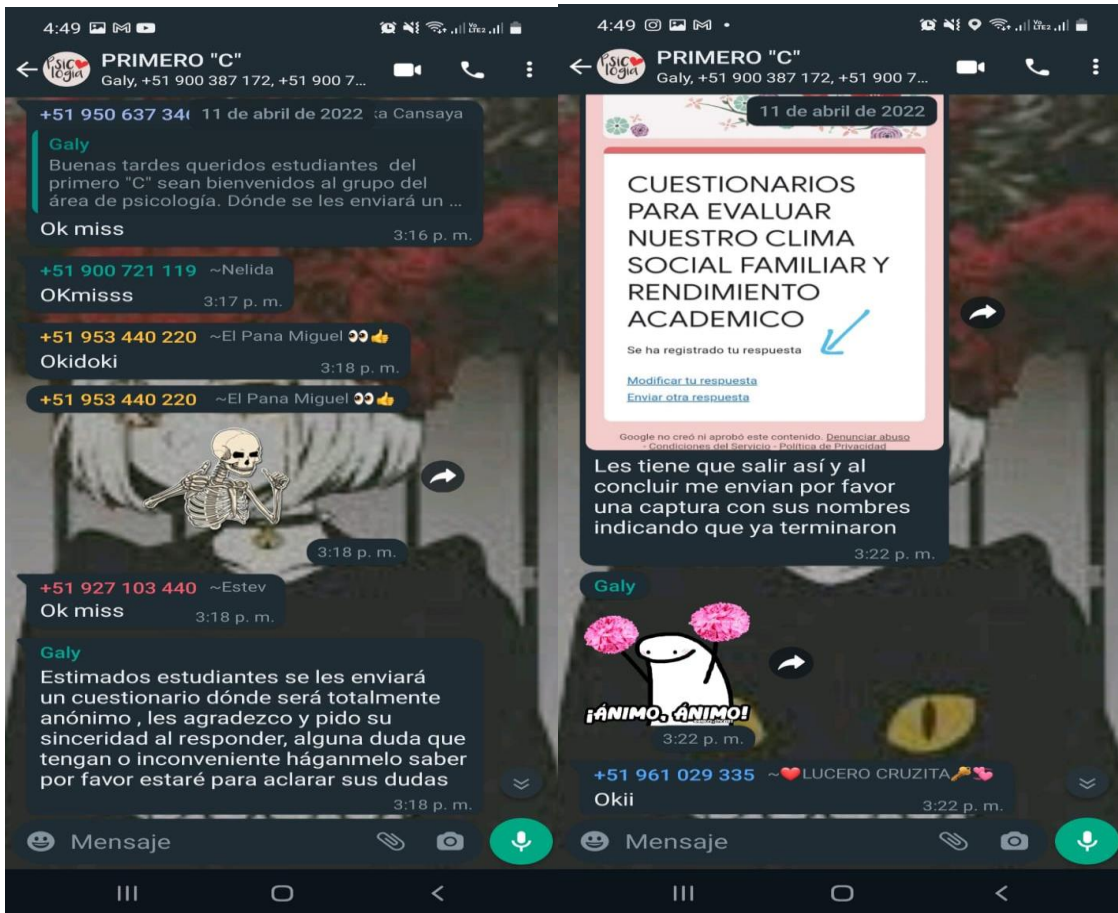 4:49
PRIMERO "C"
Galy, +51 900 387 172, +51 900 7...
+51 950 637 34
11 de abril de 2022
a Cansaya
Galy
Buenas tardes queridos estudiantes del
primero "C" sean bienvenidos al grupo del
área de psicología. Dónde se les enviará un ...
Ok miss
3:16 p. m.
+51 900 721 119 ~Nelida
OKmisss
3:17 p. m.
+51 953 440 220 ~El Pana Miguel 👀👍
Okidoki
3:18 p. m.
+51 953 440 220 ~El Pana Miguel 👀👍
3:18 p. m.
+51 927 103 440 ~Estev
Ok miss
3:18 p. m.
Galy
Estimados estudiantes se les enviará
un cuestionario dónde será totalmente
anónimo , les agradezco y pido su
sinceridad al responder, alguna duda que
tengan o inconveniente háganmelo saber
por favor estaré para aclarar sus dudas
3:18 p. m.
Mensaje
4:49
Psicología
PRIMERO "C"
Galy, +51 900 387 172, +51 900 7...
11 de abril de 2022
CUESTIONARIOS
PARA EVALUAR
NUESTRO CLIMA
SOCIAL FAMILIAR Y
RENDIMIENTO
ACADEMICO
Se ha registrado tu respuesta
Modificar tu respuesta
Enviar otra respuesta
Google no creó ni aprobó este contenido. Denunciar abuso
- Condiciones del Servicio - Política de Privacidad
Les tiene que salir así y al
concluir me envian por favor
una captura con sus nombres
indicando que ya terminaron
3:22 p. m.
Galy
¡ÁNIMO, ÁNIMO!
3:22 p. m.
+51 961 029 335 ~❤️LUCERO CRUZITA🔑💘
Okii
3:22 p. m.
Mensaje